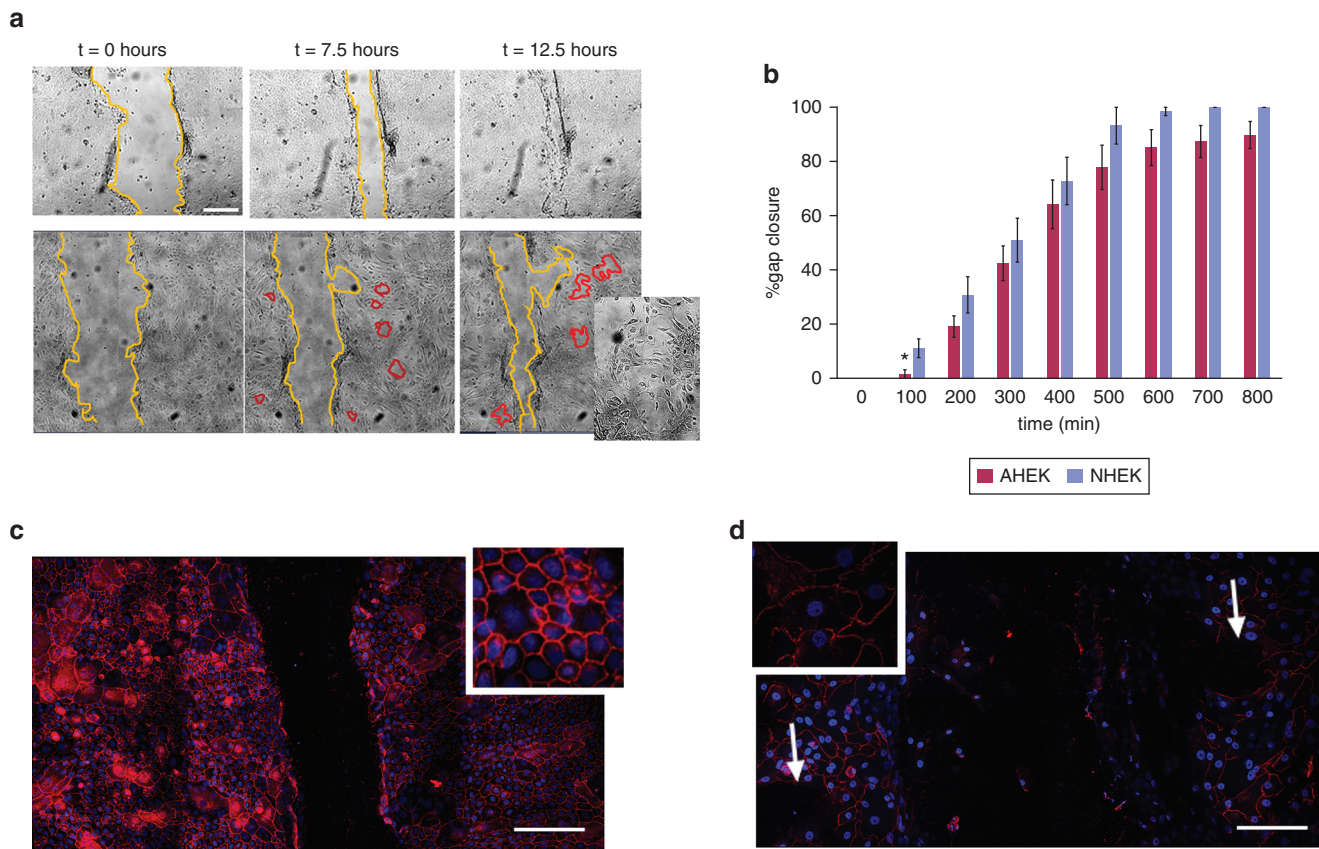 a
t = 0 hours
t = 7.5 hours
t = 12.5 hours
b
%gap closure
100
80
60
40
20
0
*
0 100 200 300 400 500 600 700 800
time (min)
AHEK NHEK
c
d